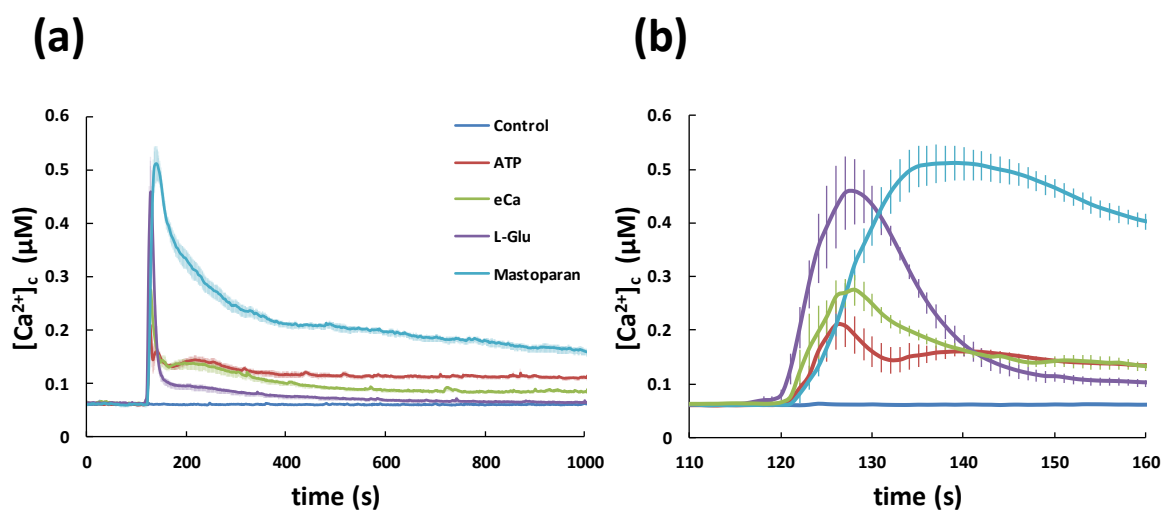 (a)
(b)
[Ca²⁺]c (μM)
0.6
0.5
0.4
0.3
0.2
0.1
0
0
200
400
600
800
1000
time (s)
Control
ATP
eCa
L-Glu
Mastoparan
[Ca²⁺]c (μM)
0.6
0.5
0.4
0.3
0.2
0.1
0
110
120
130
140
150
160
time (s)